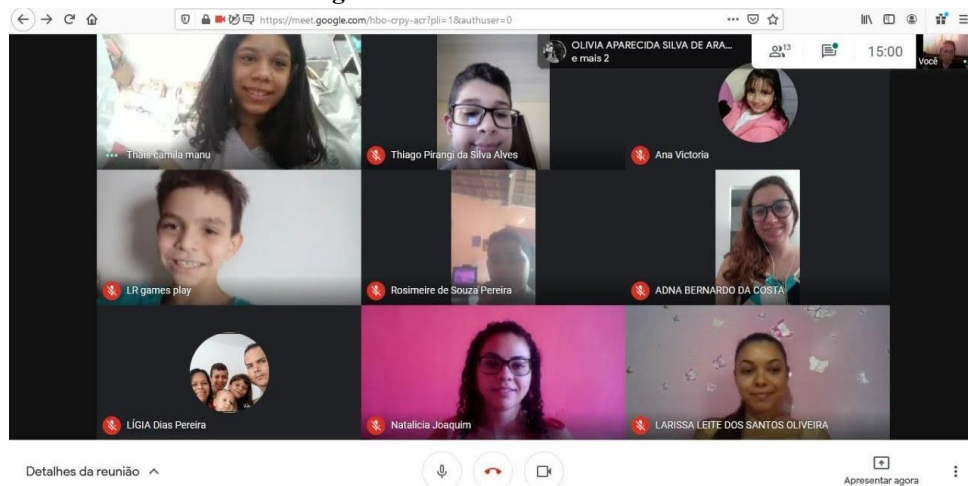 https://meet.google.com/hbo-crpy-acr?pli=1&authuser=0
OLIVIA APARECIDA SILVA DE ARA...
e mais 2
13
15:00
Você
Thais camila manu
Thiago Pirangi da Silva Alves
Ana Victoria
LR games play
Rosimeire de Souza Pereira
ADNA BERNARDO DA COSTA
LÍGIA Dias Pereira
Natalicia Joaquim
LARISSA LEITE DOS SANTOS OLIVEIRA
Detalhes da reunião
Apresentar agora